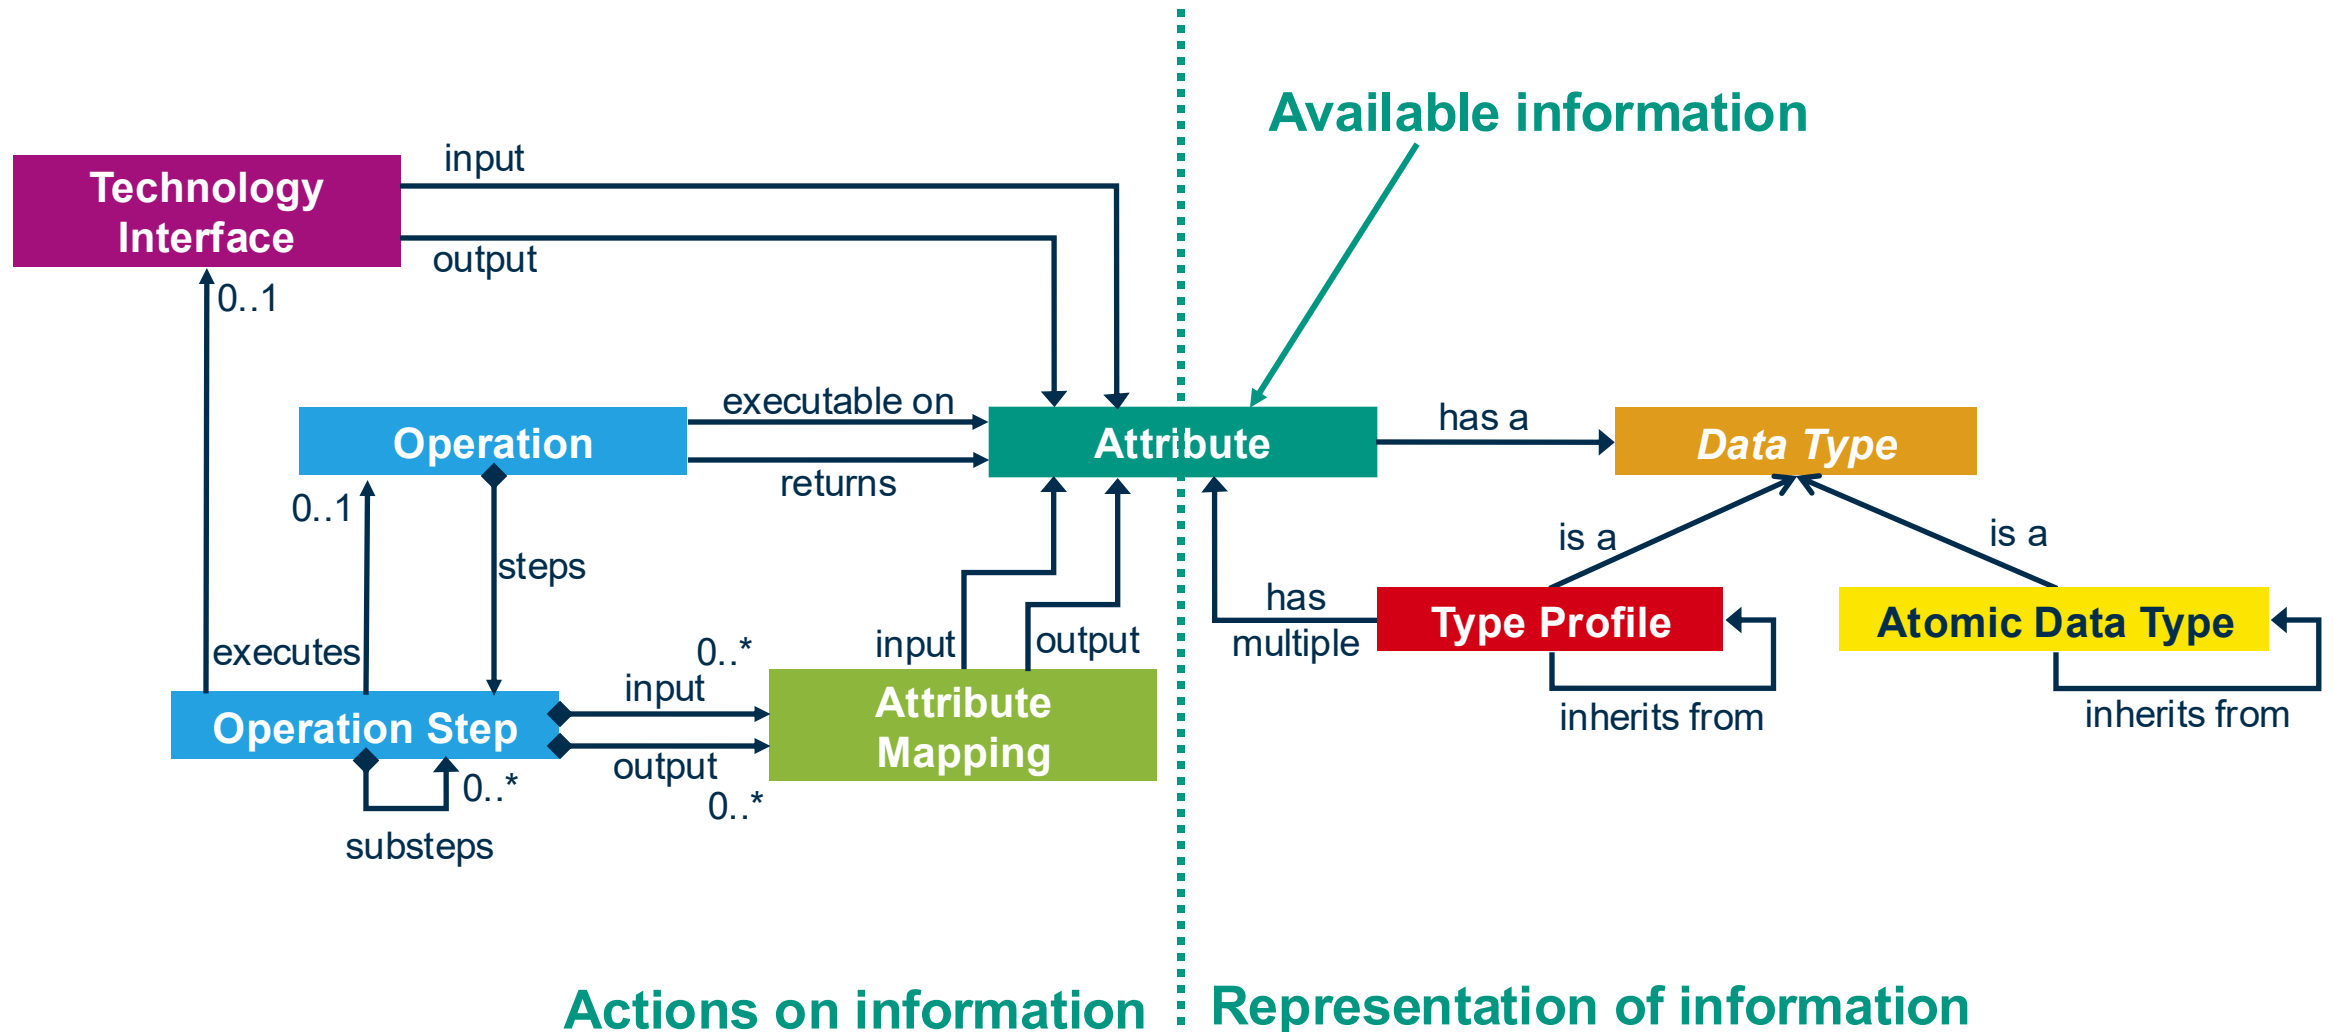 Available information
input
Technology
Interface
output
0..1
executable on
has a
Operation
Attribute
Data Type
returns
0..1
steps
is a
is a
has
multiple
Type Profile
Atomic Data Type
executes
0..*
input
output
input
Attribute
Mapping
Operation Step
inherits from
inherits from
output
0..*
0..*
substeps
Actions on information
Representation of information